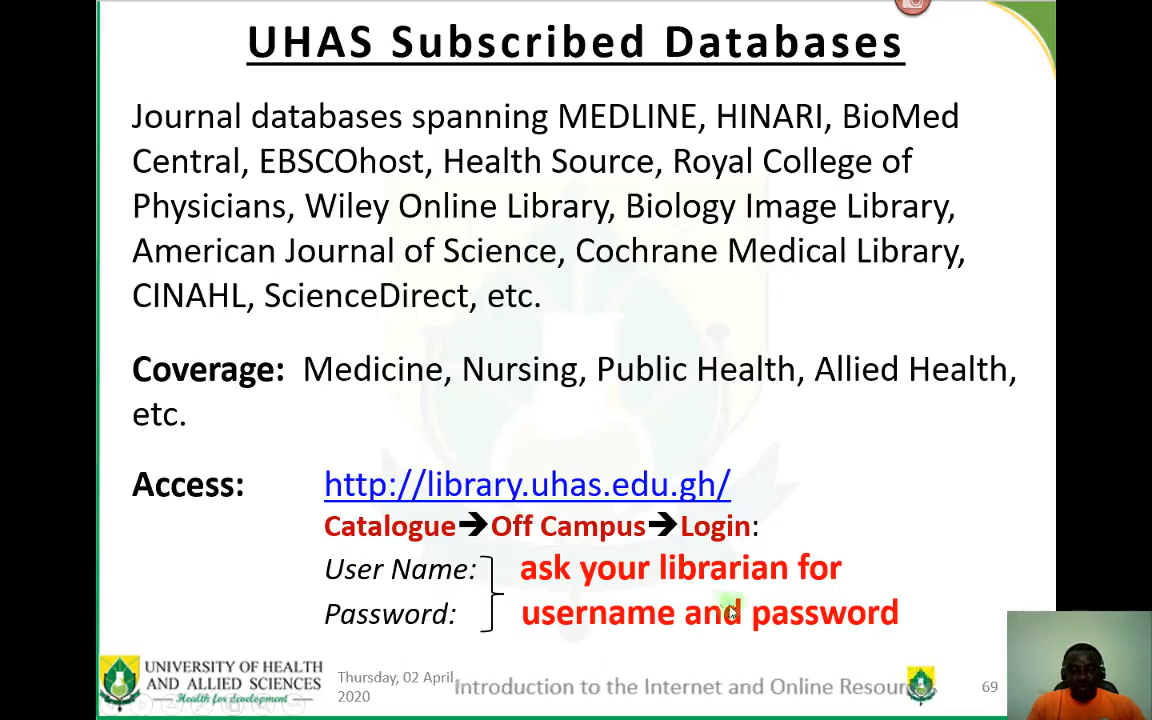 UHAS Subscribed Databases
Journal databases spanning MEDLINE, HINARI, BioMed
Central, EBSCOhost, Health Source, Royal College of
Physicians, Wiley Online Library, Biology Image Library,
American Journal of Science, Cochrane Medical Library,
CINAHL, ScienceDirect, etc.
Coverage: Medicine, Nursing, Public Health, Allied Health,
etc.
Access: http://library.uhas.edu.gh/
Catalogue➔Off Campus➔Login:
User Name: ask your librarian for
Password: username and password
UNIVERSITY OF HEALTH
AND ALLIED SCIENCES
Health for development
Thursday, 02 April
2020
Introduction to the Internet and Online
69